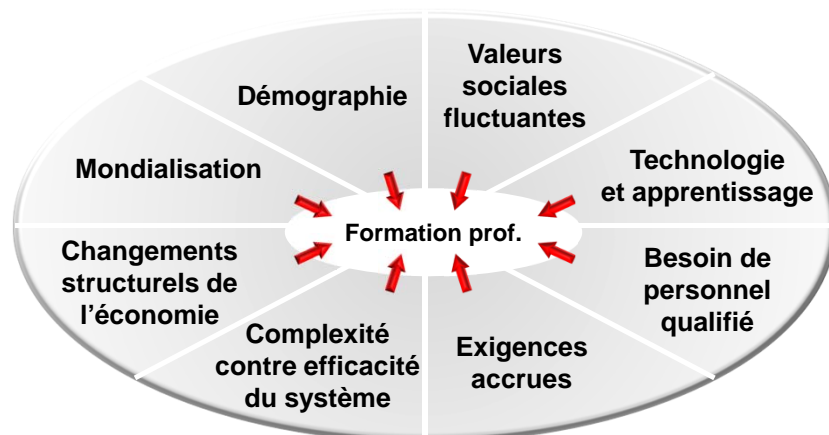 Valeurs
sociales
fluctuantes
Démographie
Mondialisation
Technologie
et apprentissage
Formation prof.
Changements
structurels de
l'économie
Besoin de
personnel
qualifié
Complexité
contre efficacité
du système
Exigences
accrues